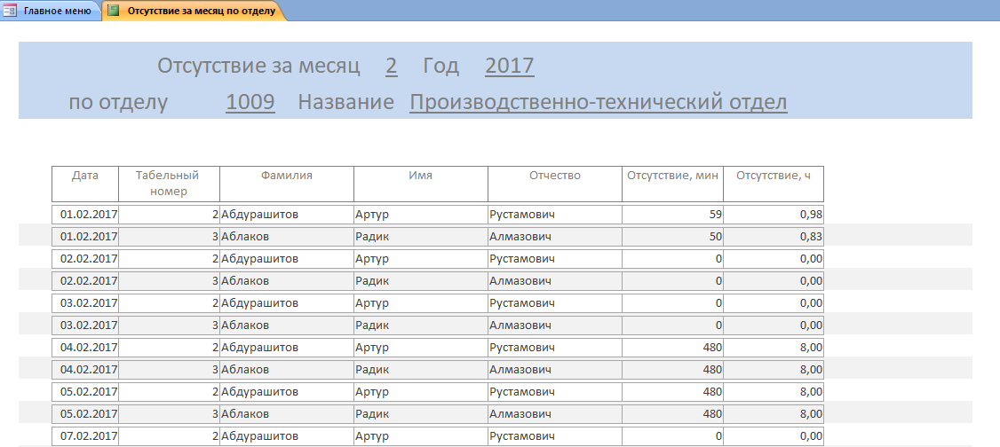 Главное меню Отсутствие за месяц по отделу
Отсутствие за месяц 2 Год 2017
по отделу 1009 Название Производственно-технический отдел
Дата Табельный номер Фамилия Имя Отчество Отсутствие, мин Отсутствие, ч
01.02.2017 2 Абдурашитов Артур Рустамович 59 0,98
01.02.2017 3 Аблаков Радик Алмазович 50 0,83
02.02.2017 2 Абдурашитов Артур Рустамович 0 0,00
02.02.2017 3 Аблаков Радик Алмазович 0 0,00
03.02.2017 2 Абдурашитов Артур Рустамович 0 0,00
03.02.2017 3 Аблаков Радик Алмазович 0 0,00
04.02.2017 2 Абдурашитов Артур Рустамович 480 8,00
04.02.2017 3 Аблаков Радик Алмазович 480 8,00
05.02.2017 2 Абдурашитов Артур Рустамович 480 8,00
05.02.2017 3 Аблаков Радик Алмазович 480 8,00
07.02.2017 2 Абдурашитов Артур Рустамович 0 0,00